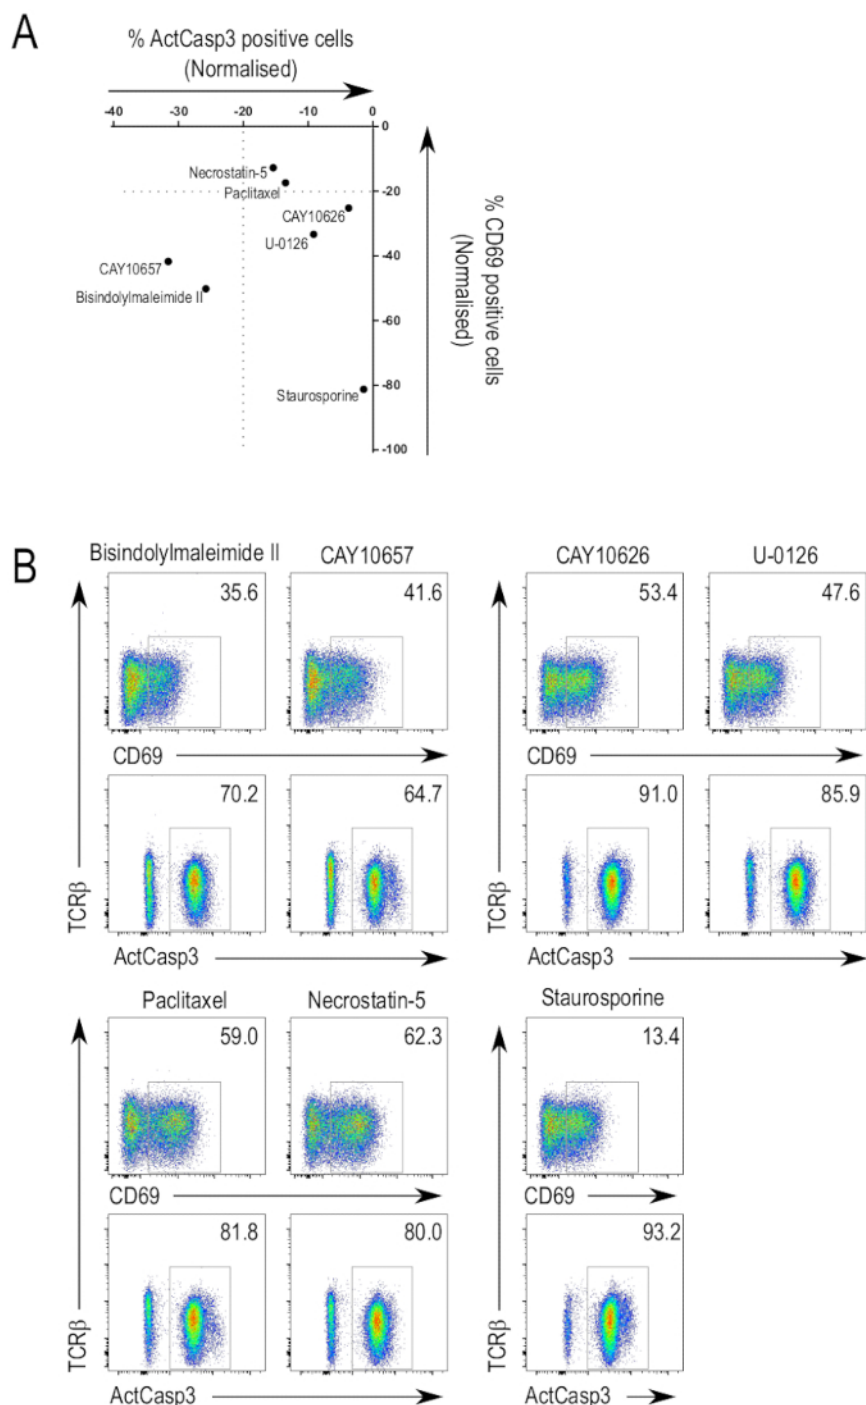 A
% ActCasp3 positive cells
(Normalised)
-40 -30 -20 -10 0
0
Necrostatin-5
Paclitaxel
-20
CAY10626
U-0126
-40
CAY10657
Bisindolylmaleimide II
-60
Staurosporine
-80
-100
% CD69 positive cells
(Normalised)
B
Bisindolylmaleimide II CAY10657 CAY10626 U-0126
35.6 41.6 53.4 47.6
CD69 CD69
70.2 64.7 91.0 85.9
TCRβ TCRβ
ActCasp3 ActCasp3
Paclitaxel Necrostatin-5 Staurosporine
59.0 62.3 13.4
CD69 CD69
81.8 80.0 93.2
TCRβ TCRβ
ActCasp3 ActCasp3